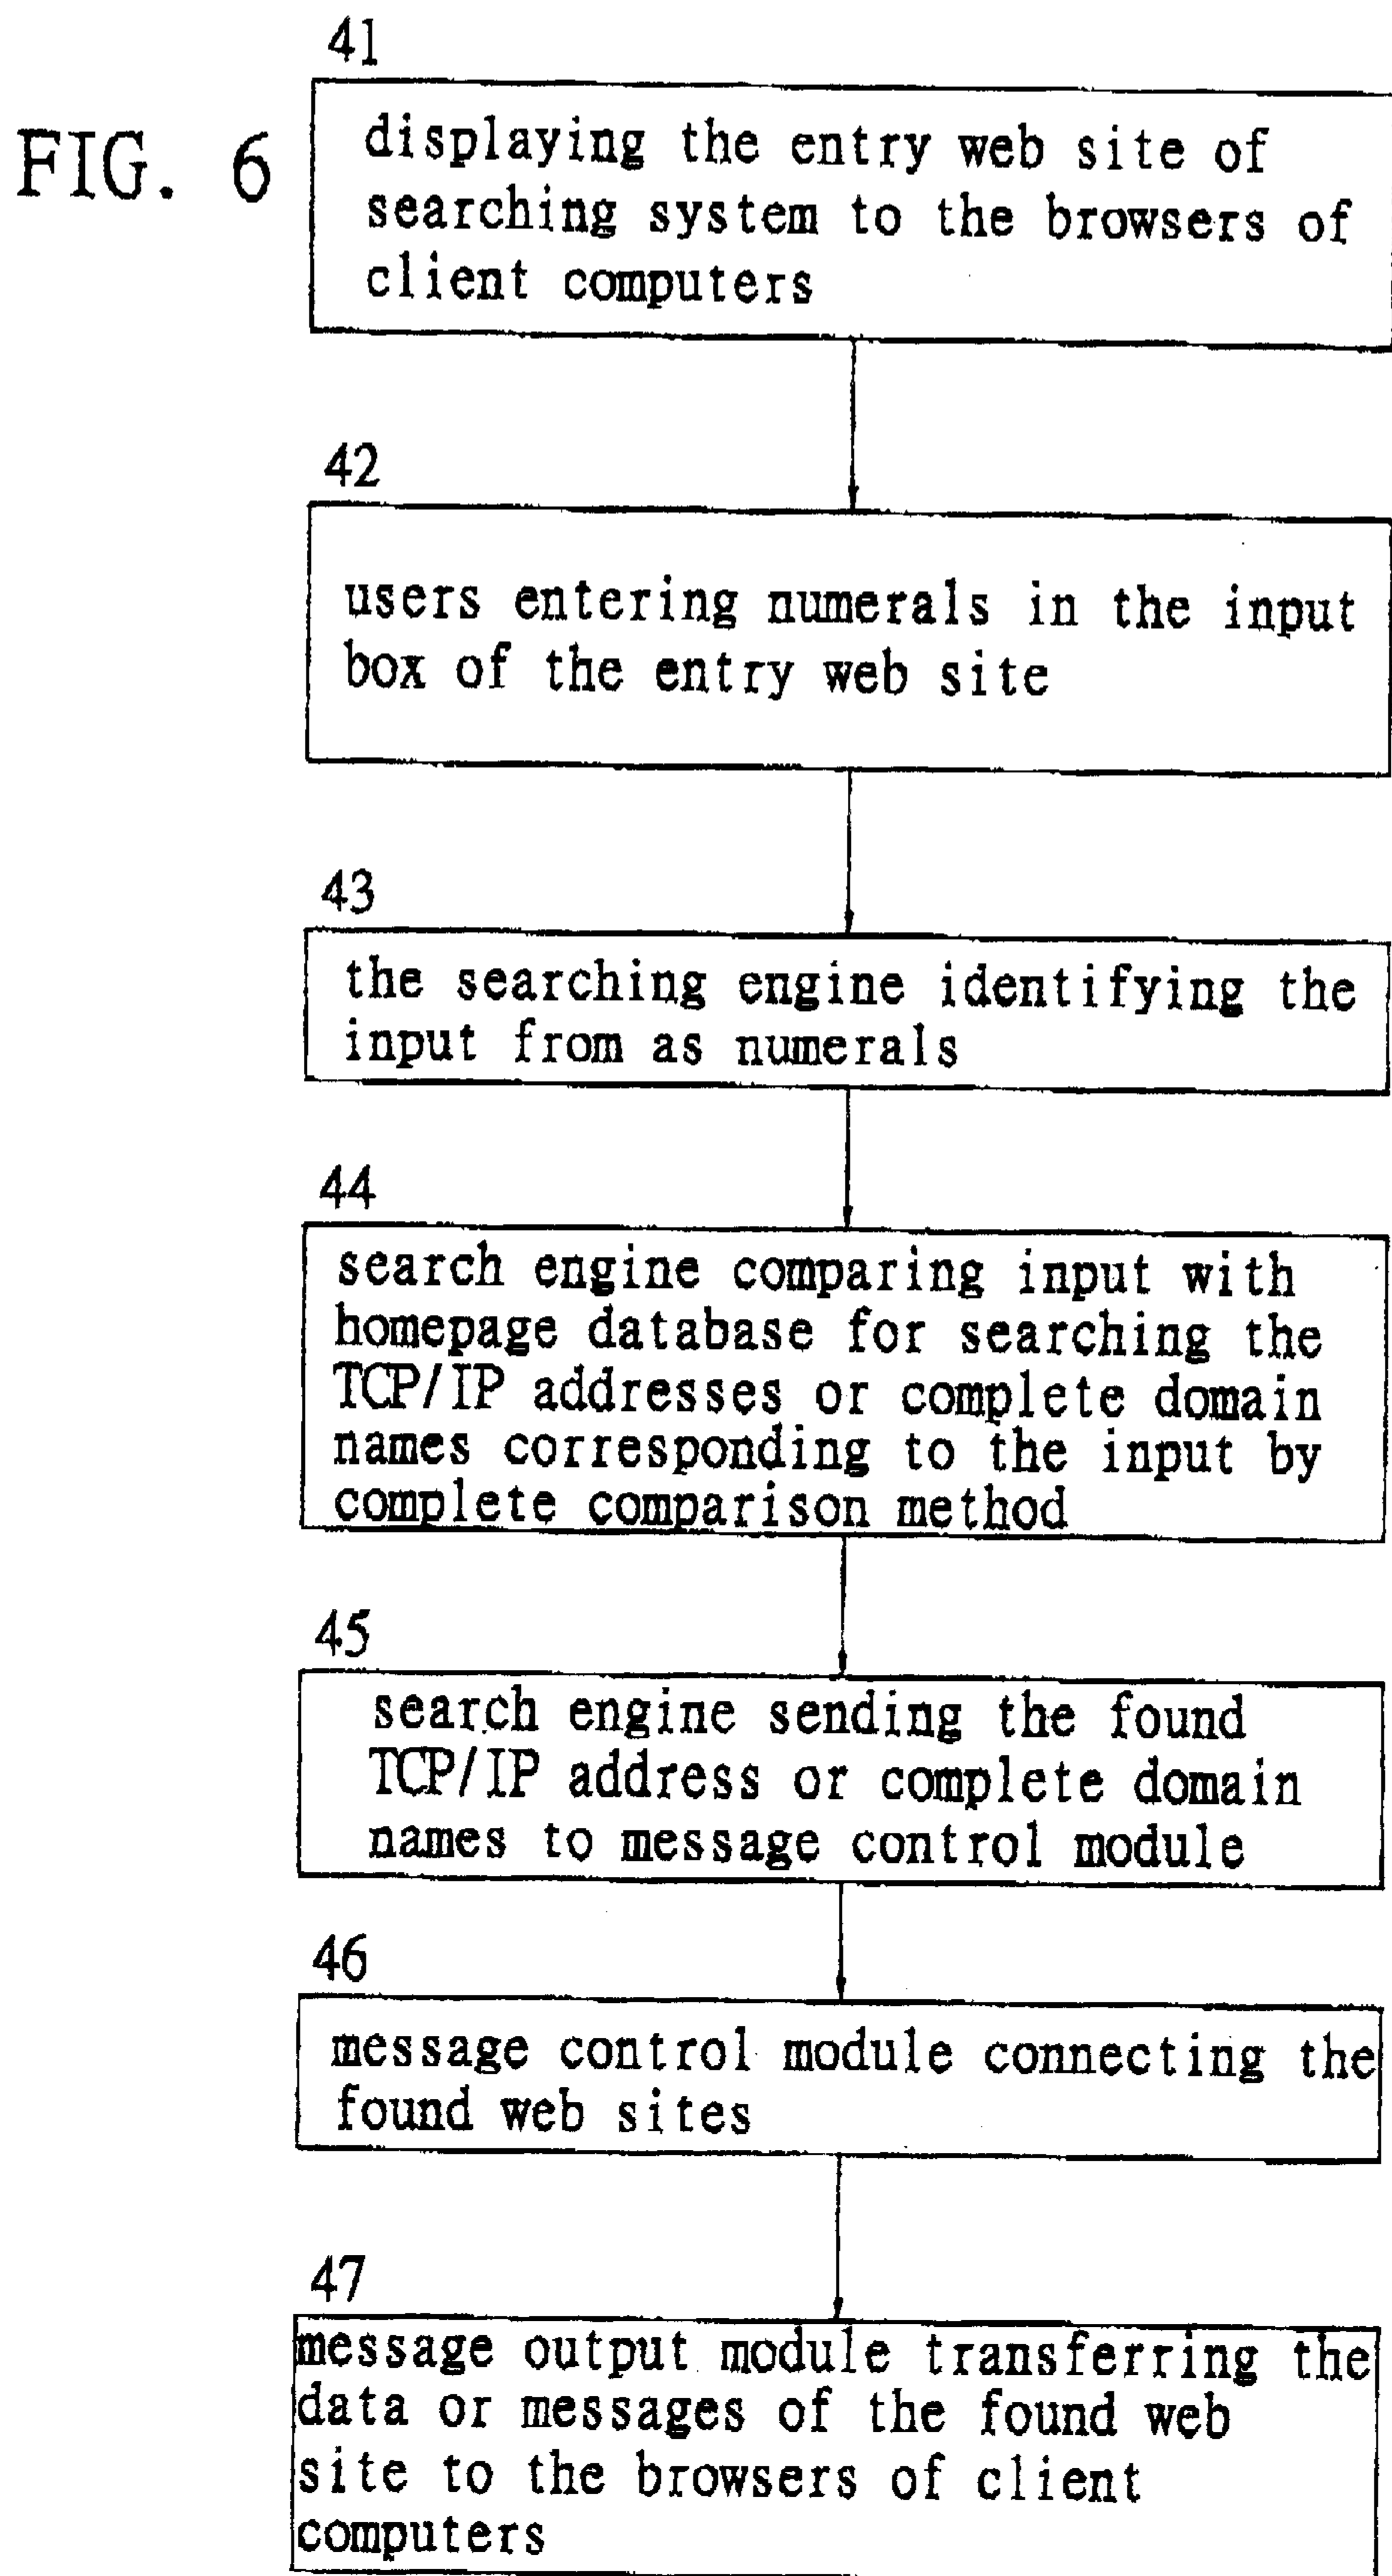 41
FIG. 6
displaying the entry web site of
searching system to the browsers of
client computers
42
users entering numerals in the input
box of the entry web site
43
the searching engine identifying the
input from as numerals
44
search engine comparing input with
homepage database for searching the
TCP/IP addresses or complete domain
names corresponding to the input by
complete comparison method
45
search engine sending the found
TCP/IP address or complete domain
names to message control module
46
message control module connecting the
found web sites
47
message output module transferring the
data or messages of the found web
site to the browsers of client
computers